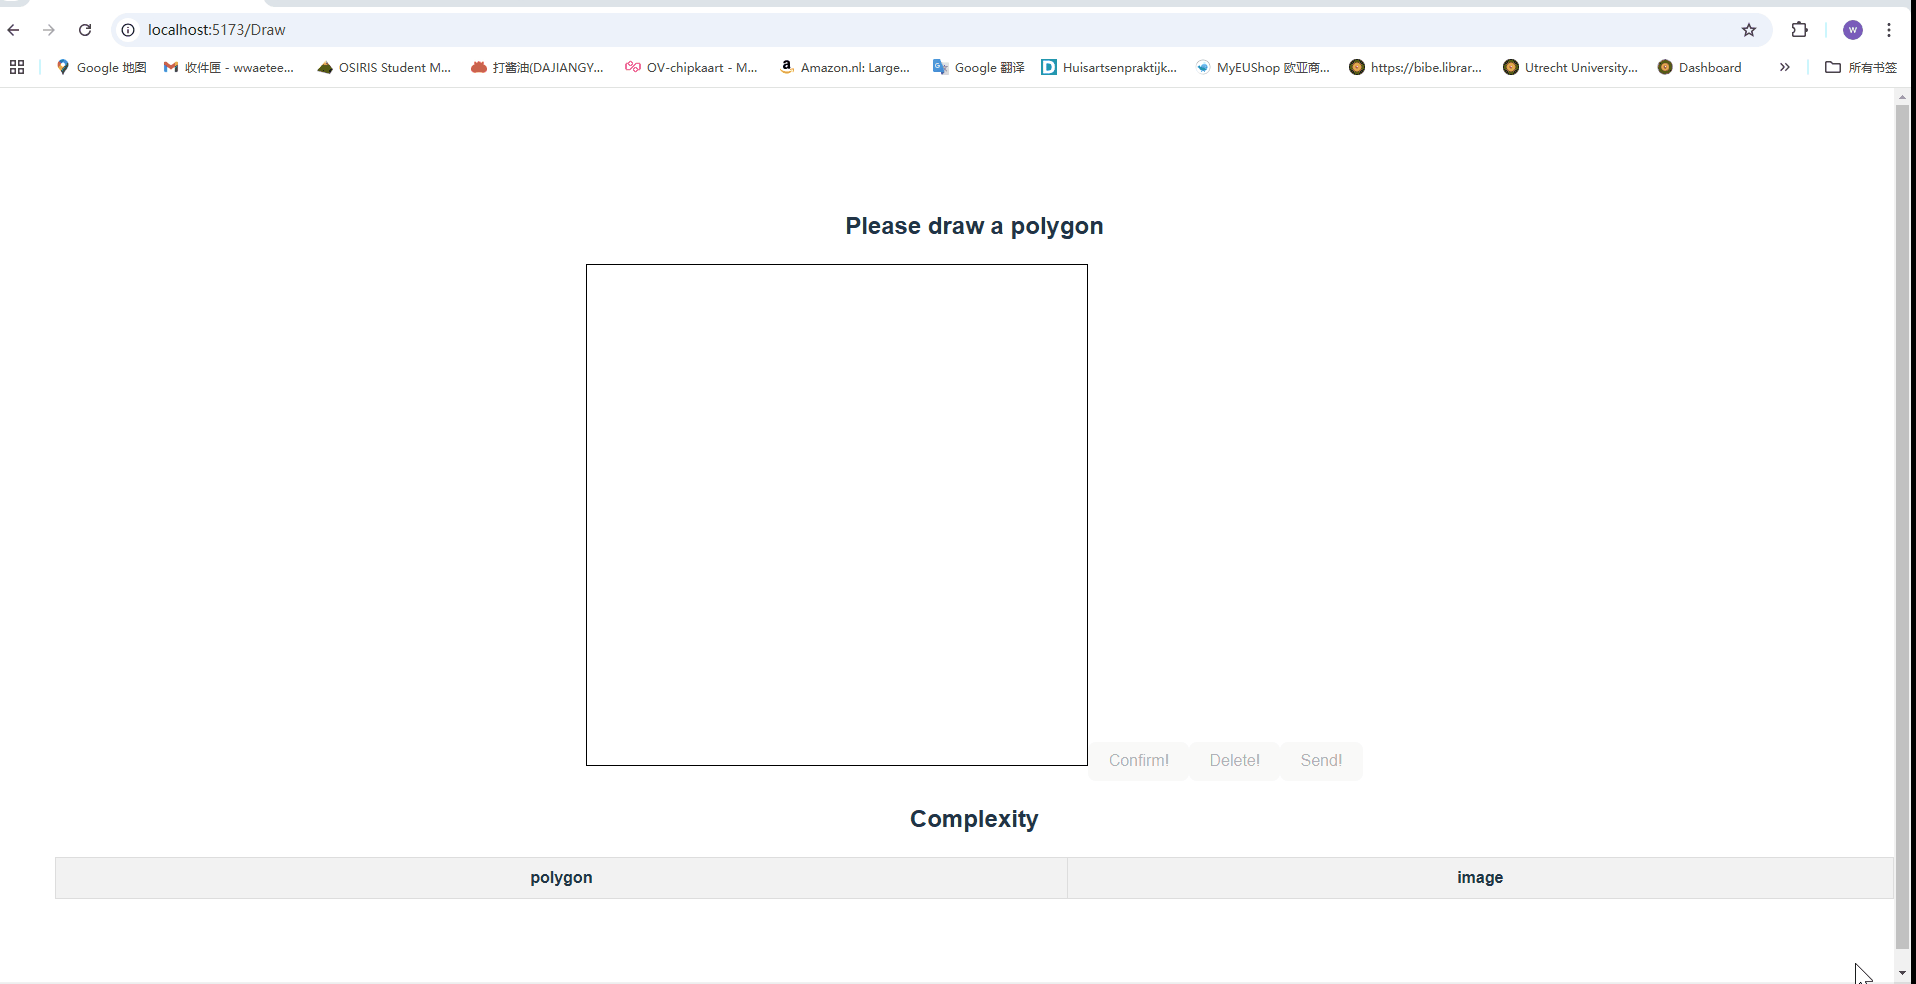 localhost:5173/Draw
w
Google 地图 收件匣 - wwaetee... OSIRIS Student M... 打酱油(DAJIANGY... OV-chipkaart - M... Amazon.nl: Large... Google 翻译 Huisartsenpraktijk... MyEUShop 欧亚商... https://bibe.librar... Utrecht University... Dashboard » 所有书签
Please draw a polygon
Confirm! Delete! Send!
Complexity
polygon image